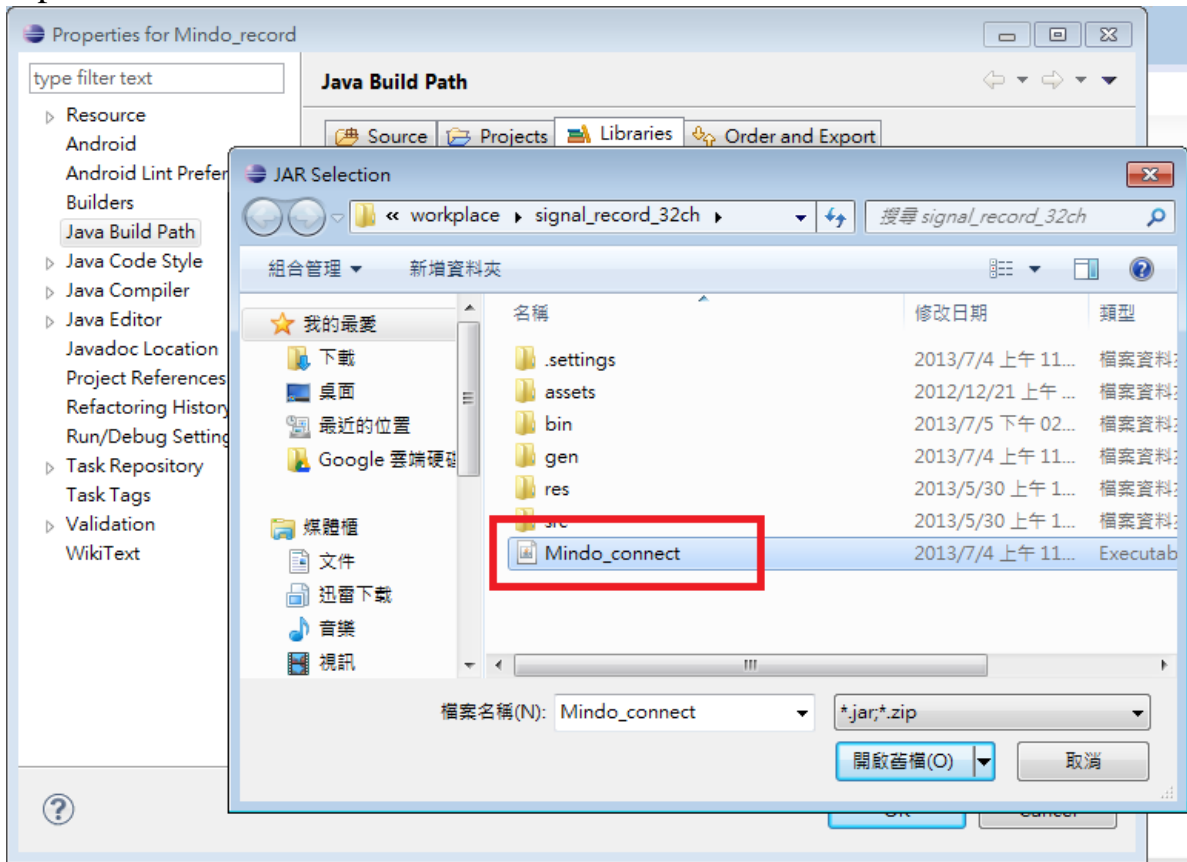 Properties for Mindo_record
type filter text
Java Build Path
Resource
Android
Android Lint Prefer
Builders
Java Build Path
Java Code Style
Java Compiler
Java Editor
Javadoc Location
Project References
Refactoring History
Run/Debug Setting
Task Repository
Task Tags
Validation
WikiText
Source Projects Libraries Order and Export
JAR Selection
« workplace signal_record_32ch
搜尋 signal_record_32ch
組合管理 新增資料夾
我的最愛
下載
桌面
最近的位置
Google 雲端硬碟
媒體櫃
文件
迅雷下載
音樂
視訊
名稱 修改日期 類型
.settings 2013/7/4 上午 11... 檔案資料
assets 2012/12/21 上午 ... 檔案資料
bin 2013/7/5 下午 02... 檔案資料
gen 2013/7/4 上午 11... 檔案資料
res 2013/5/30 上午 1... 檔案資料
src 2013/5/30 上午 1... 檔案資料
Mindo_connect 2013/7/4 上午 11... Executab
檔案名稱(N): Mindo_connect *.jar;*.zip
開啟舊檔(O) 取消
OK Cancel